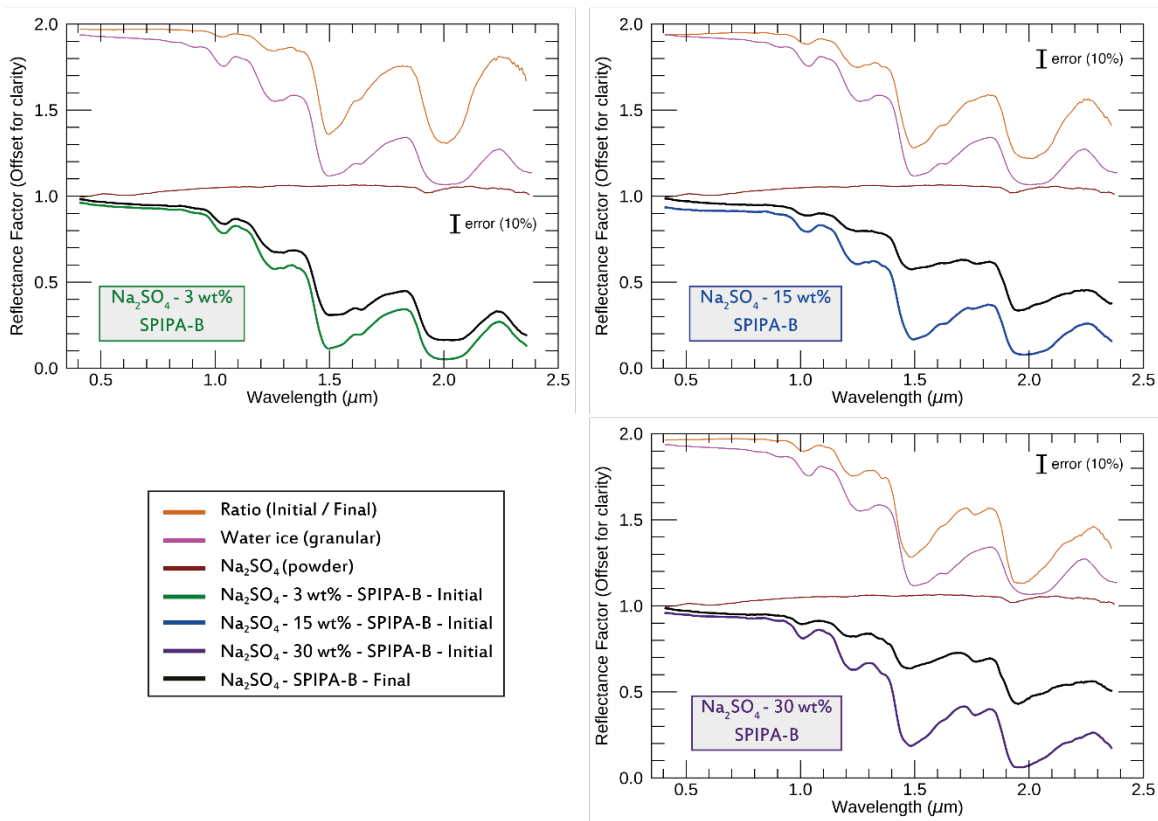 Reflectance Factor (Offset for clarity)
2.0
1.5
1.0
0.5
0.0
error (10%)
Na₂SO₄ - 3 wt%
SPIPA-B
0.5 1.0 1.5 2.0 2.5
Wavelength (μm)
Reflectance Factor (Offset for clarity)
2.0
1.5
1.0
0.5
0.0
error (10%)
Na₂SO₄ - 15 wt%
SPIPA-B
0.5 1.0 1.5 2.0 2.5
Wavelength (μm)
Ratio (Initial / Final)
Water ice (granular)
Na₂SO₄ (powder)
Na₂SO₄ - 3 wt% - SPIPA-B - Initial
Na₂SO₄ - 15 wt% - SPIPA-B - Initial
Na₂SO₄ - 30 wt% - SPIPA-B - Initial
Na₂SO₄ - SPIPA-B - Final
Reflectance Factor (Offset for clarity)
2.0
1.5
1.0
0.5
0.0
error (10%)
Na₂SO₄ - 30 wt%
SPIPA-B
0.5 1.0 1.5 2.0 2.5
Wavelength (μm)